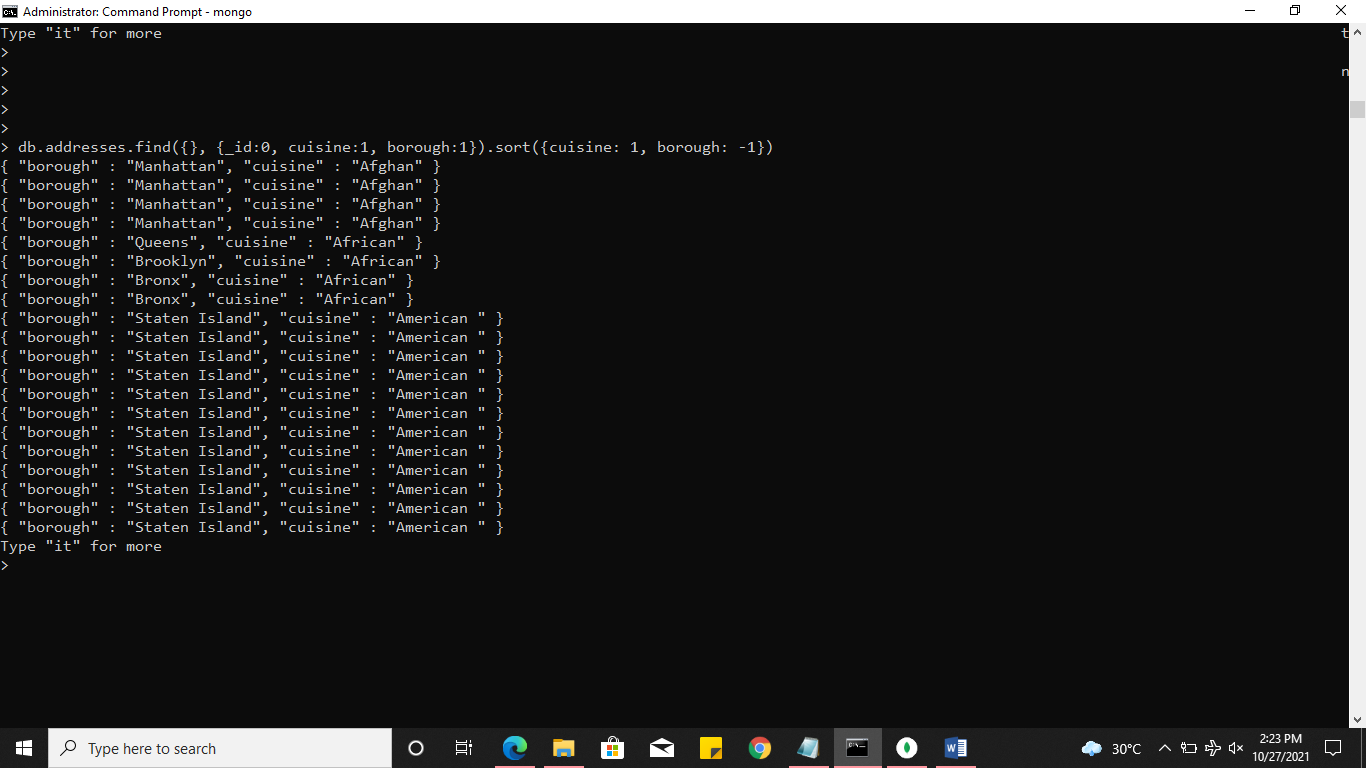 Administrator: Command Prompt - mongo
Type "it" for more
t
>
>
n
>
>
>
> db.addresses.find({}, {_id:0, cuisine:1, borough:1}).sort({cuisine: 1, borough: -1})
{ "borough" : "Manhattan", "cuisine" : "Afghan" }
{ "borough" : "Manhattan", "cuisine" : "Afghan" }
{ "borough" : "Manhattan", "cuisine" : "Afghan" }
{ "borough" : "Manhattan", "cuisine" : "Afghan" }
{ "borough" : "Queens", "cuisine" : "African" }
{ "borough" : "Brooklyn", "cuisine" : "African" }
{ "borough" : "Bronx", "cuisine" : "African" }
{ "borough" : "Bronx", "cuisine" : "African" }
{ "borough" : "Staten Island", "cuisine" : "American " }
{ "borough" : "Staten Island", "cuisine" : "American " }
{ "borough" : "Staten Island", "cuisine" : "American " }
{ "borough" : "Staten Island", "cuisine" : "American " }
{ "borough" : "Staten Island", "cuisine" : "American " }
{ "borough" : "Staten Island", "cuisine" : "American " }
{ "borough" : "Staten Island", "cuisine" : "American " }
{ "borough" : "Staten Island", "cuisine" : "American " }
{ "borough" : "Staten Island", "cuisine" : "American " }
{ "borough" : "Staten Island", "cuisine" : "American " }
{ "borough" : "Staten Island", "cuisine" : "American " }
{ "borough" : "Staten Island", "cuisine" : "American " }
Type "it" for more
>
Type here to search
30°C
2:23 PM
10/27/2021